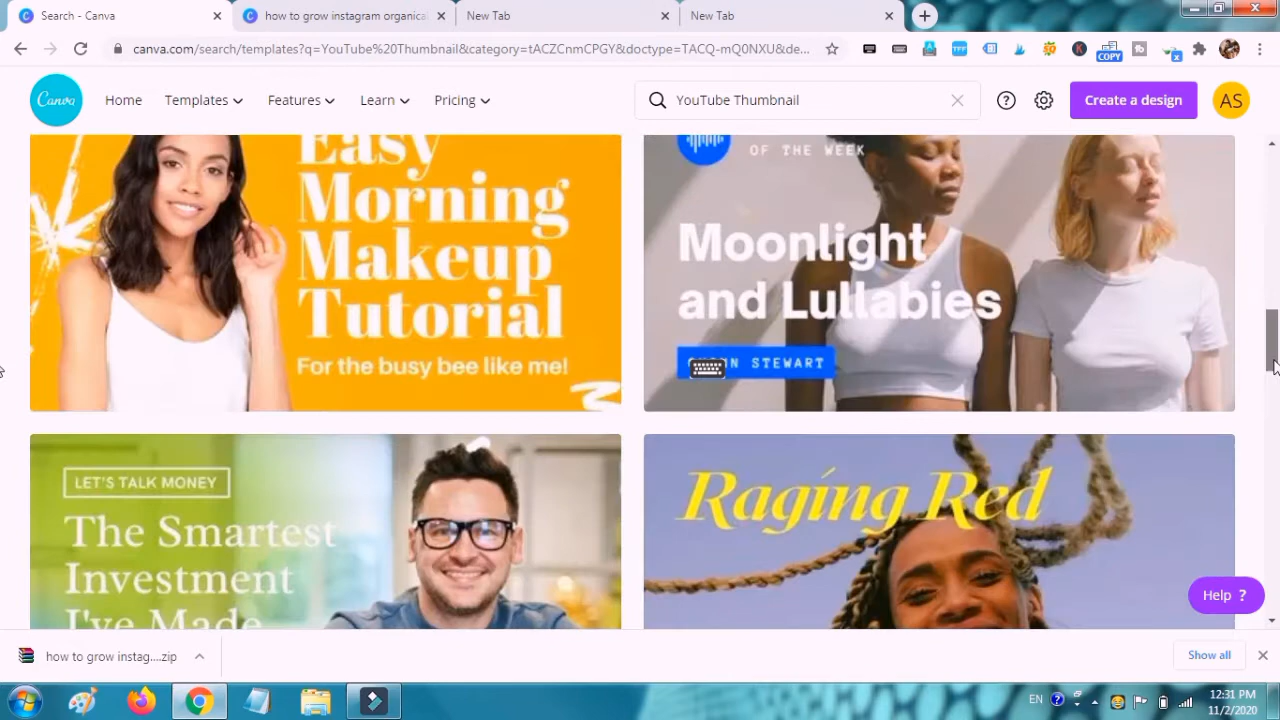 Search - Canva
how to grow instagram organical
New Tab
New Tab
canva.com/search/templates?q=YouTube%20Thumbnail&category=tACZCnmCPGY&doctype=TACQ-mQDNXU&de...
COPY
Canva
Home
Templates
Features
Learn
Pricing
YouTube Thumbnail
Create a design
AS
Easy
Morning
Makeup
Tutorial
For the busy bee like me!
OF THE WEEK
Moonlight
and Lullabies
STEWART
LET'S TALK MONEY
The Smartest
Investment
I've Made
Raging Red
Help ?
how to grow instag....zip
Show all
EN
12:31 PM
11/2/2020